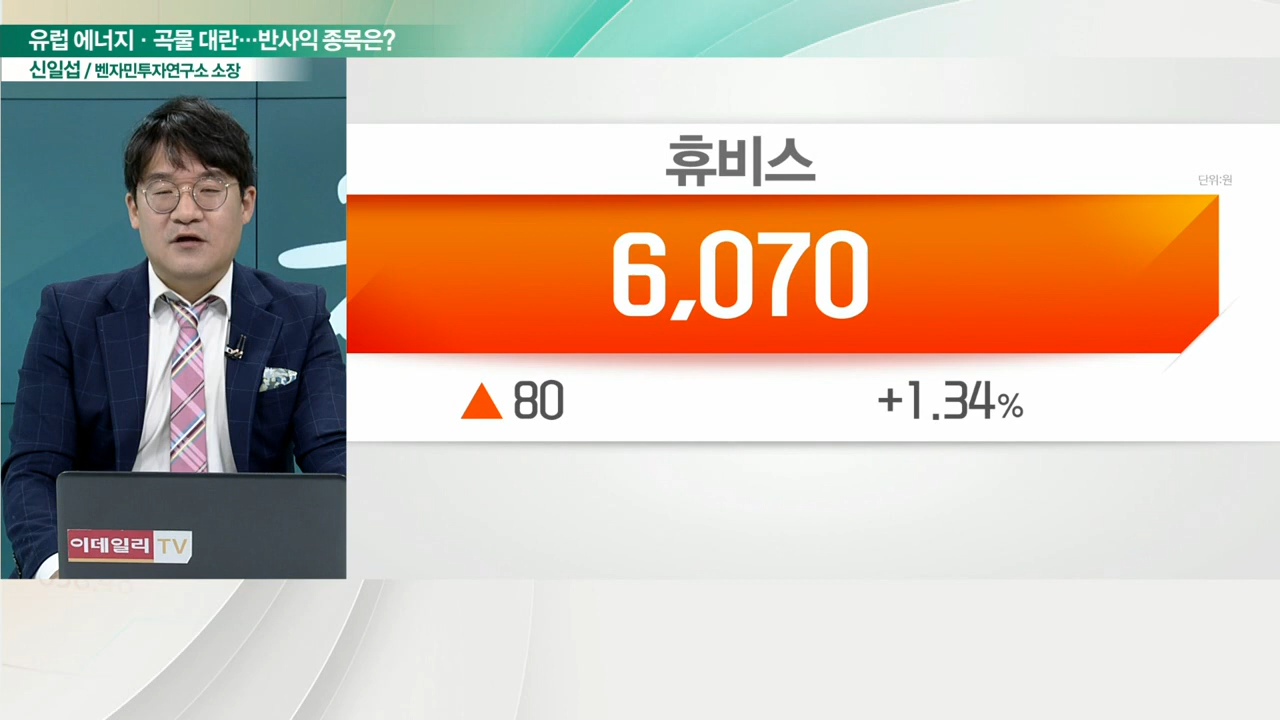 유럽 에너지 · 곡물 대란…반사익 종목은?
신일섭 / 벤자민투자연구소 소장
휴비스
단위:원
6,070
▲ 80 +1.34%
이데일리 TV